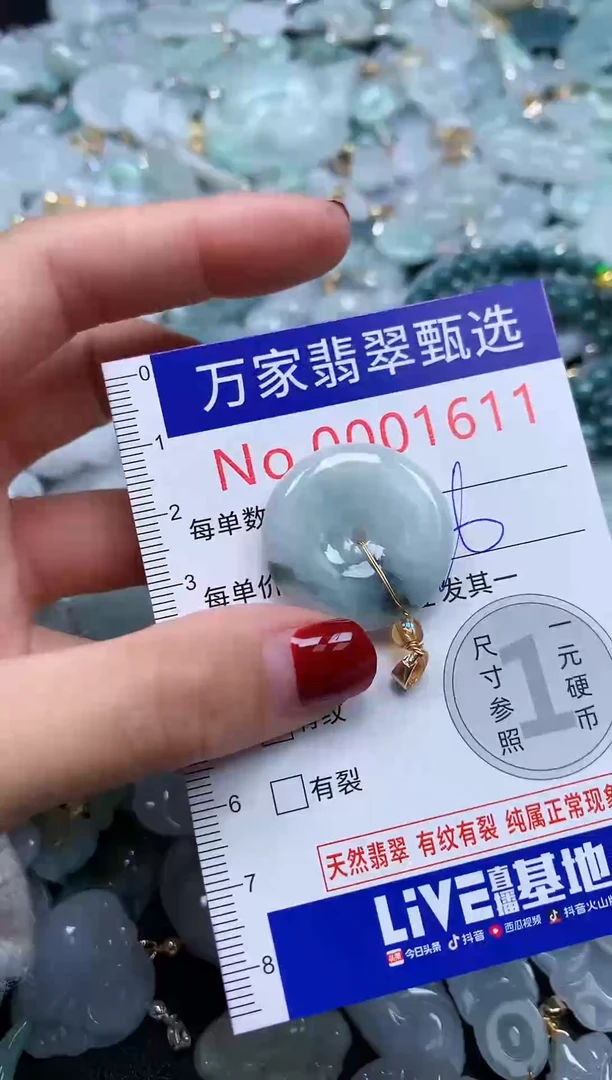 万家翡翠甄选
No 0001611
每单数
6
每单价
发其一
有纹
有裂
尺寸参照
一元硬币
1
天然翡翠 有纹有裂 纯属正常现象
LiVE直播基地
今日头条 抖音 西瓜视频 抖音火山版
0
1
2
3
6
7
8